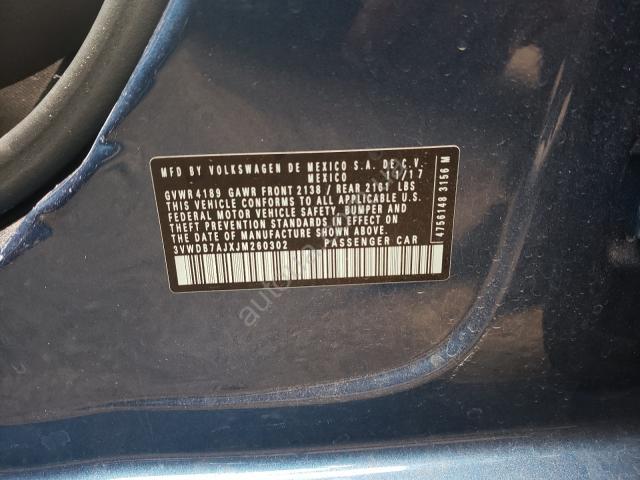 MFD BY VOLKSWAGEN DE MEXICO S.A. DE C.V.
MEXICO 11/17
GVWR 4189 GAWR FRONT 2138 / REAR 2161 LBS
THIS VEHICLE CONFORMS TO ALL APPLICABLE U.S.
FEDERAL MOTOR VEHICLE SAFETY, BUMPER AND
THEFT PREVENTION STANDARDS IN EFFECT ON
DATE OF MANUFACTURE SHOWN ABOVE.
3VWDB7AJXJM260302 PASSENGER CAR
4756148 3156 M